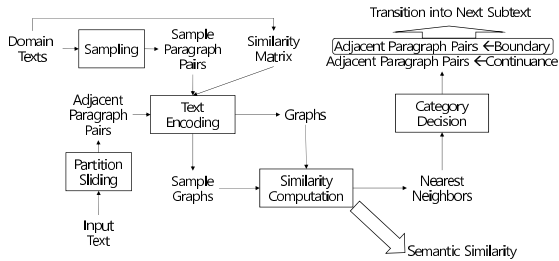 Transition into Next Subtext
Adjacent Paragraph Pairs ←Boundary
Adjacent Paragraph Pairs ←Continuance
Domain
Texts
Sampling
Sample
Paragraph
Pairs
Similarity
Matrix
Adjacent
Paragraph
Pairs
Text
Encoding
Graphs
Category
Decision
Partition
Sliding
Sample
Graphs
Similarity
Computation
Nearest
Neighbors
Input
Text
Semantic Similarity